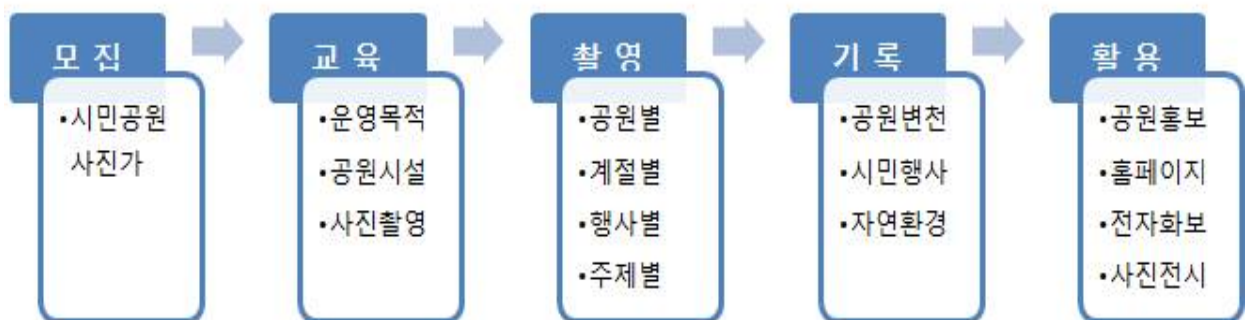 모 집
•시민공원
사진가
교 육
•운영목적
•공원시설
•사진촬영
촬 영
•공원별
•계절별
•행사별
•주제별
기 록
•공원변천
•시민행사
•자연환경
활 용
•공원홍보
•홈페이지
•전자화보
•사진전시